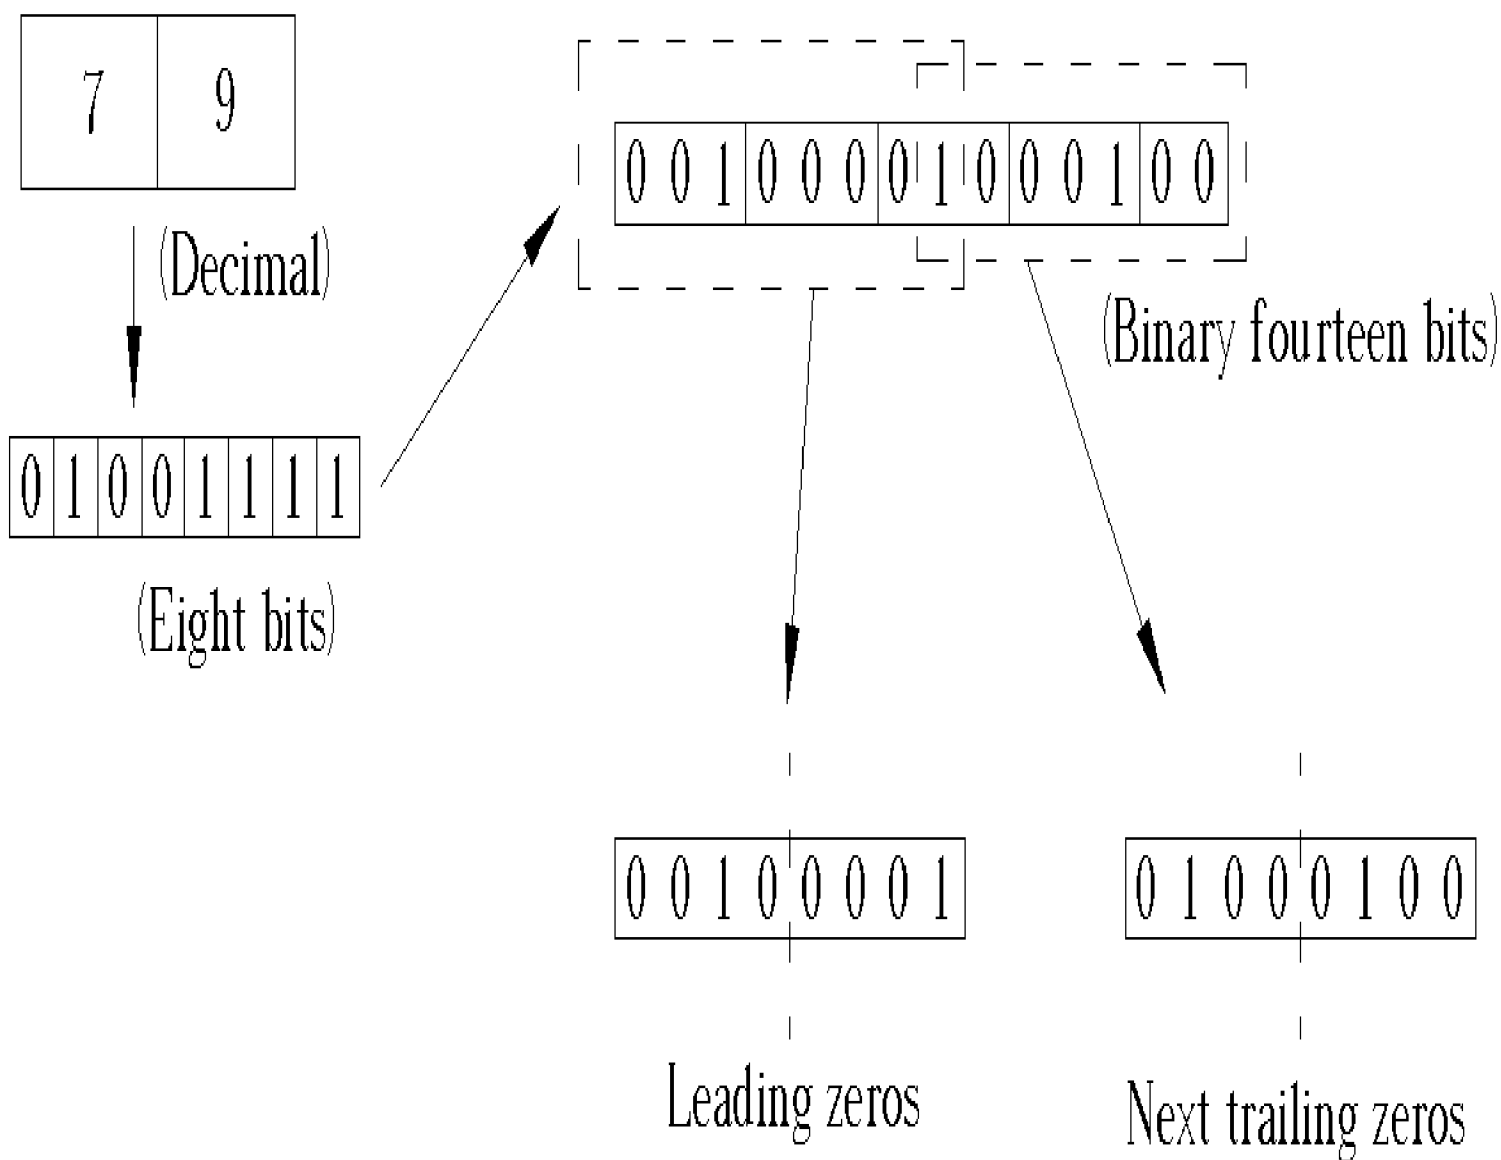 7 9
(Decimal)
0 1 0 0 1 1 1 1
(Eight bits)
0 0 1 0 0 0 0 1 0 0 0 1 0 0
(Binary fourteen bits)
0 0 1 0 0 0 0 1
Leading zeros
0 1 0 0 0 1 0 0
Next trailing zeros